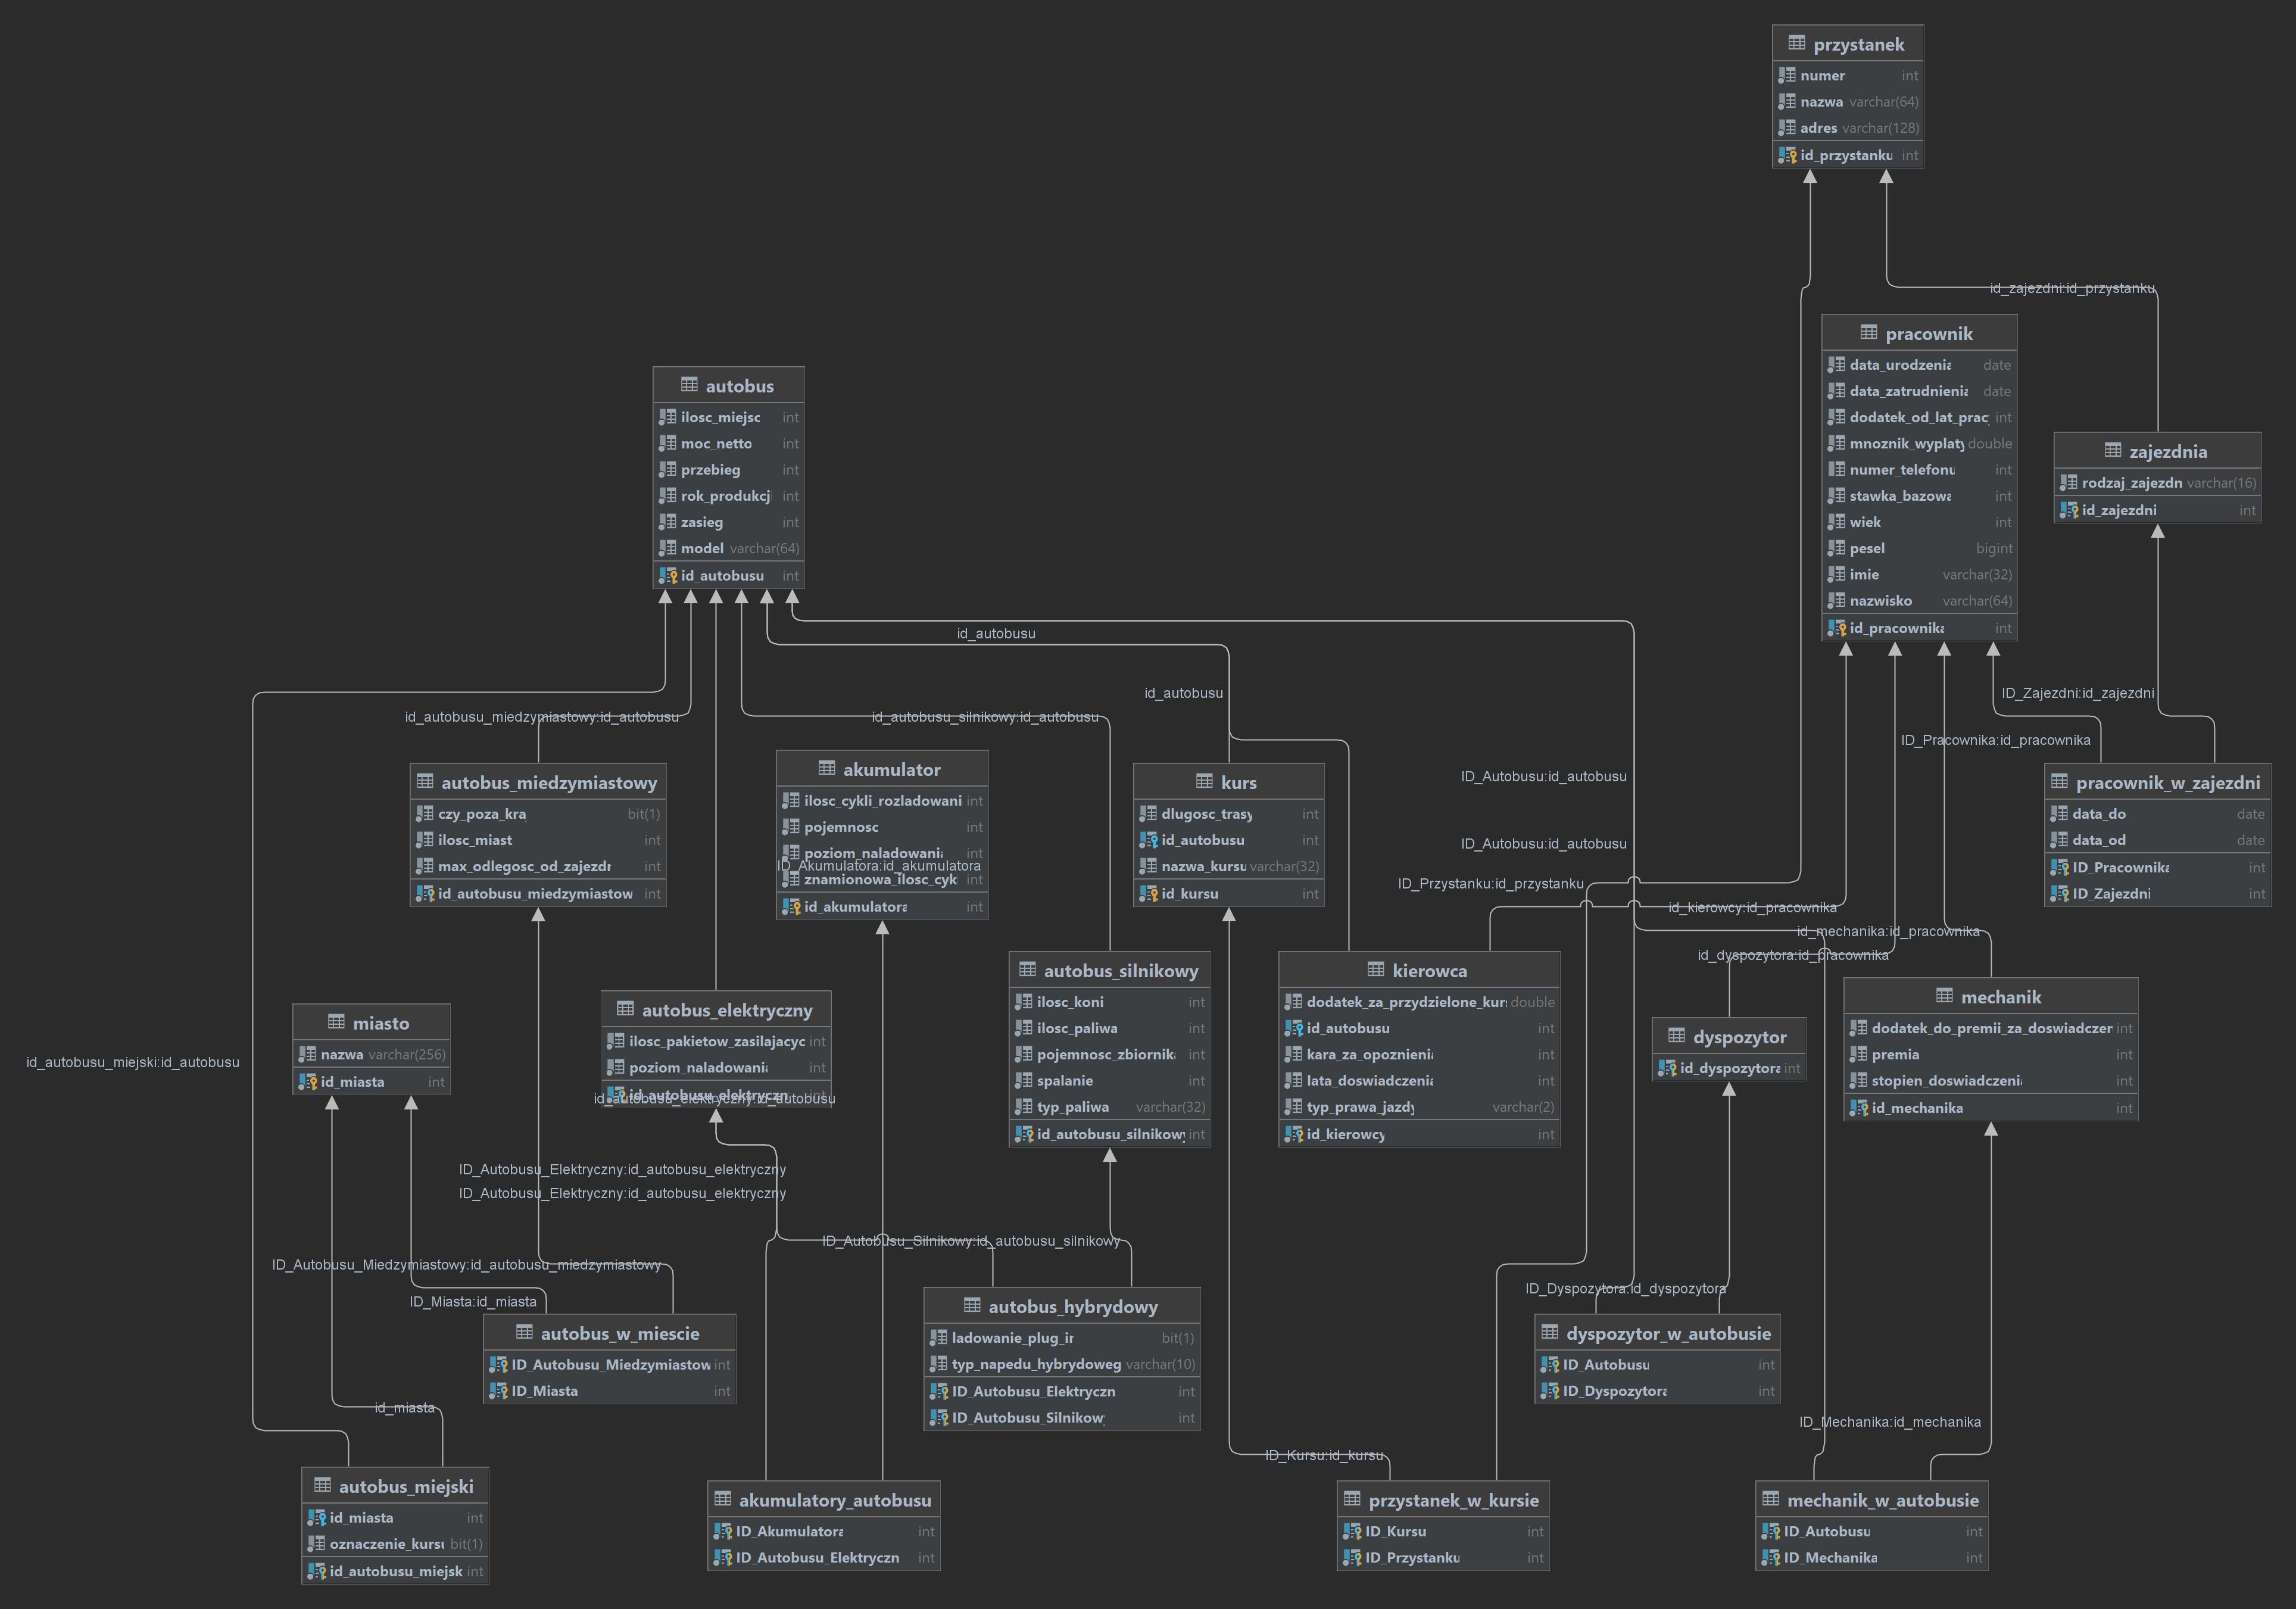 przystanek
numer int
nazwa varchar(64)
adres varchar(128)
id_przystanku int
id_zajezdni:id_przystanku
pracownik
data_urodzenia date
data_zatrudnienia date
dodatek_od_lat_prac int
mnoznik_wyplaty double
numer_telefonu int
stawka_bazowa int
wiek int
pesel bigint
imie varchar(32)
nazwisko varchar(64)
id_pracownika int
zajezdnia
rodzaj_zajezdn varchar(16)
id_zajezdni int
autobus
ilosc_miejsc int
moc_netto int
przebieg int
rok_produkcj int
zasieg int
model varchar(64)
id_autobusu int
id_autobusu
id_autobusu
ID_Zajezdni:id_zajezdni
id_autobusu_miedzymiastowy:id_autobusu
id_autobusu_silnikowy:id_autobusu
ID_Pracownika:id_pracownika
ID_Autobusu:id_autobusu
ID_Autobusu:id_autobusu
autobus_miedzymiastowy
czy_poza_kra bit(1)
ilosc_miast int
max_odlegosc_od_zajezdr int
id_autobusu_miedzymiastow int
akumulator
ilosc_cykli_rozladowani int
pojemnosc int
poziom_naladowania int
ID_Akumulatora:id_akumulatora
znamionowa_ilosc_cyk int
id_akumulatora int
kurs
dlugosc_trasy int
id_autobusu int
nazwa_kursu varchar(32)
id_kursu int
pracownik_w_zajezdni
data_do date
data_od date
ID_Pracownika int
ID_Zajezdni int
ID_Przystanku:id_przystanku
id_kierowcy:id_pracownika
id_mechanika:id_pracownika
id_dyspozytora:id_pracownika
miasto
nazwa varchar(256)
id_miasta int
autobus_elektryczny
ilosc_pakietow_zasilajacyc int
poziom_naladowania int
id_autobusu_elektryczn int
id_autobusu_elektryczny:id_autobusu
autobus_silnikowy
ilosc_koni int
ilosc_paliwa int
pojemnosc_zbiornika int
spalanie int
typ_paliwa varchar(32)
id_autobusu_silnikowy int
kierowca
dodatek_za_przydzielone_kur double
id_autobusu int
kara_za_opoznienia int
lata_doswiadczenia int
typ_prawa_jazdy varchar(2)
id_kierowcy int
dyspozytor
id_dyspozytora int
mechanik
dodatek_do_premii_za_doswiadczer int
premia int
stopien_doswiadczenia int
id_mechanika int
id_autobusu_miejski:id_autobusu
ID_Autobusu_Elektryczny:id_autobusu_elektryczny
ID_Autobusu_Elektryczny:id_autobusu_elektryczny
ID_Autobusu_Silnikowy:id_autobusu_silnikowy
ID_Autobusu_Miedzymiastowy:id_autobusu_miedzymiastowy
ID_Miasta:id_miasta
ID_Dyspozytora:id_dyspozytora
autobus_w_miescie
ID_Autobusu_Miedzymiastow int
ID_Miasta int
autobus_hybrydowy
ladowanie_plug_ir bit(1)
typ_napedu_hybrydoweg varchar(10)
ID_Autobusu_Elektryczn int
ID_Autobusu_Silnikowy int
dyspozytor_w_autobusie
ID_Autobusu int
ID_Dyspozytora int
id_miasta
ID_Mechanika:id_mechanika
ID_Kursu:id_kursu
autobus_miejski
id_miasta int
oznaczenie_kursu bit(1)
id_autobusu_miejsk int
akumulatory_autobusu
ID_Akumulatora int
ID_Autobusu_Elektryczn int
przystanek_w_kursie
ID_Kursu int
ID_Przystanku int
mechanik_w_autobusie
ID_Autobusu int
ID_Mechanika int